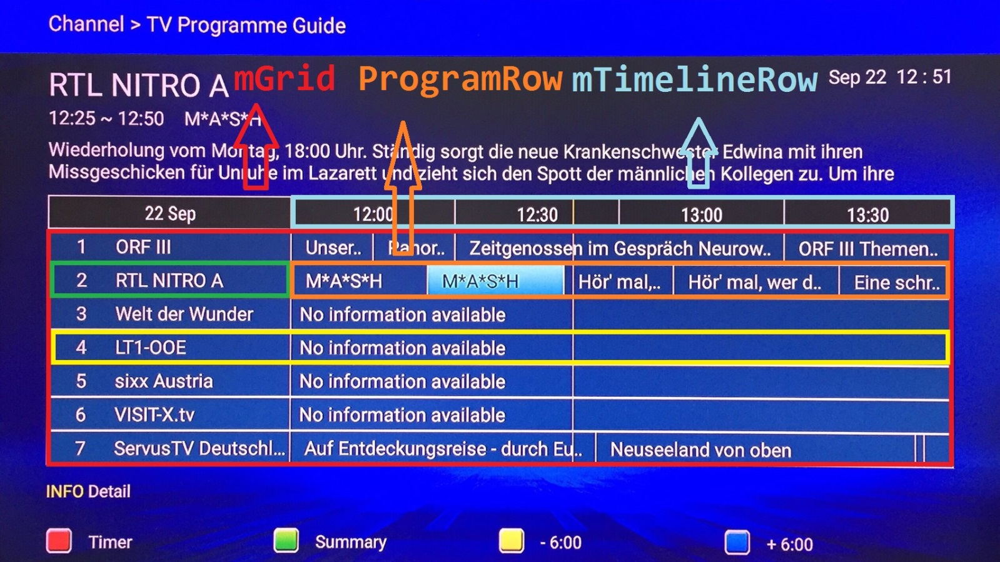 Channel > TV Programme Guide
RTL NITRO A mGrid ProgramRow mTimelineRow Sep 22 12 : 51
12:25 ~ 12:50 M*A*S*H
Wiederholung vom Montag, 18:00 Uhr. Ständig sorgt die neue Krankenschwester Edwina mit ihren
Missgeschicken für Unruhe im Lazarett und zieht sich den Spott der männlichen Kollegen zu. Um ihre
22 Sep 12:00 12:30 13:00 13:30
1 ORF III Unser.. Panor.. Zeitgenossen im Gespräch Neurow.. ORF III Themen..
2 RTL NITRO A M*A*S*H M*A*S*H Hör' mal,.. Hör' mal, wer d.. Eine schr..
3 Welt der Wunder No information available
4 LT1-OOE No information available
5 sixx Austria No information available
6 VISIT-X.tv No information available
7 ServusTV Deutschl... Auf Entdeckungsreise - durch Eu.. Neuseeland von oben
INFO Detail
Timer Summary - 6:00 + 6:00